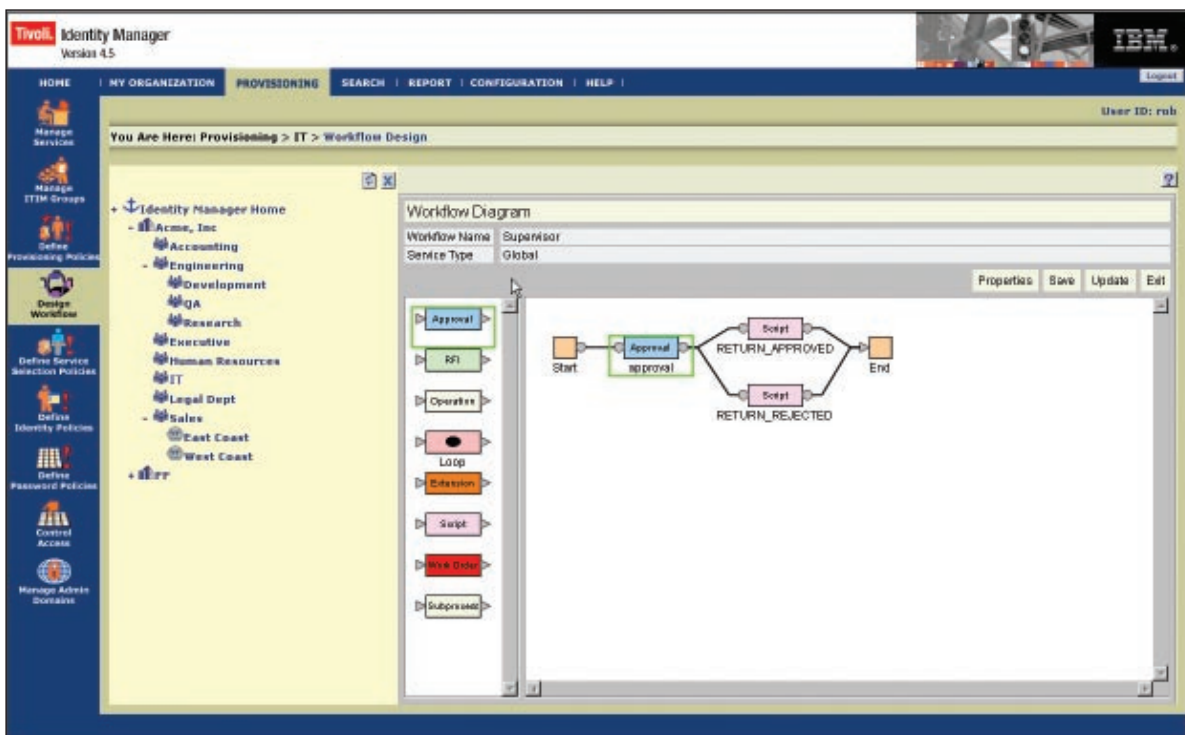 Tivoli. Identity Manager
Version 4.5
IBM.
HOME | MY ORGANIZATION PROVISIONING SEARCH | REPORT | CONFIGURATION | HELP |
Logout
User ID: rob
You Are Here: Provisioning > IT > Workflow Design
Manage Services
Manage ITIM Groups
Define Provisioning Policies
Design Workflow
Define Service Selection Policies
Define Identity Policies
Define Password Policies
Control Access
Manage Admin Domains
+ Identity Manager Home
- Acme, Inc
Accounting
- Engineering
Development
QA
Research
Executive
Human Resources
IT
Legal Dept
- Sales
East Coast
West Coast
+
?
Workflow Diagram
Workflow Name Supervisor
Service Type Global
Properties Save Update Exit
Approval
RFI
Operation
Loop
Extension
Script
Work Order
Subprocess
Start
Approval
approval
Script
RETURN_APPROVED
Script
RETURN_REJECTED
End